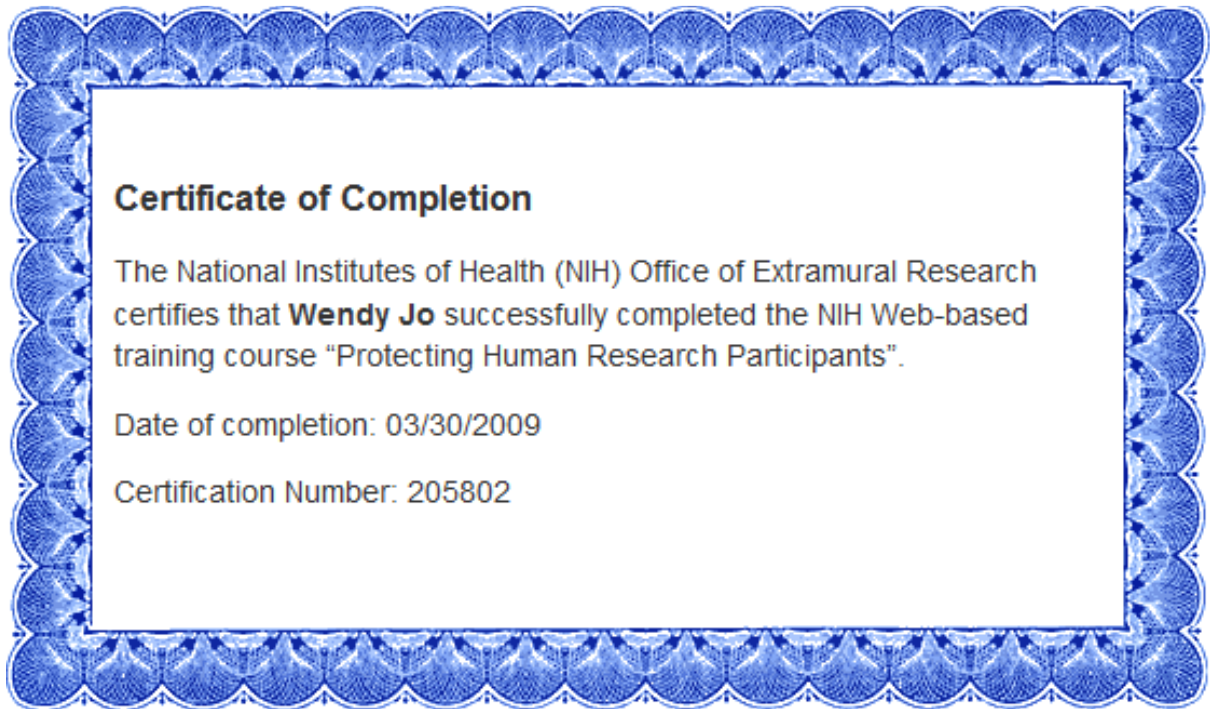 Certificate of Completion
The National Institutes of Health (NIH) Office of Extramural Research
certifies that Wendy Jo successfully completed the NIH Web-based
training course “Protecting Human Research Participants”.
Date of completion: 03/30/2009
Certification Number: 205802